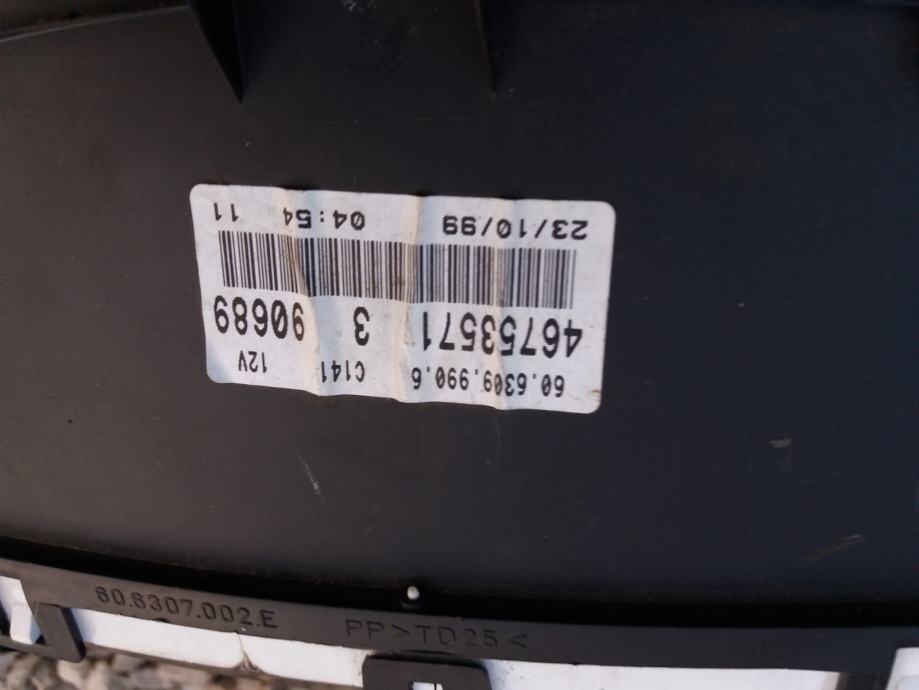 60.6309.990.6 C141 12V
46753571 3 90689
23/10/99 04:54 11
60.6307.002.E PP>TD25<